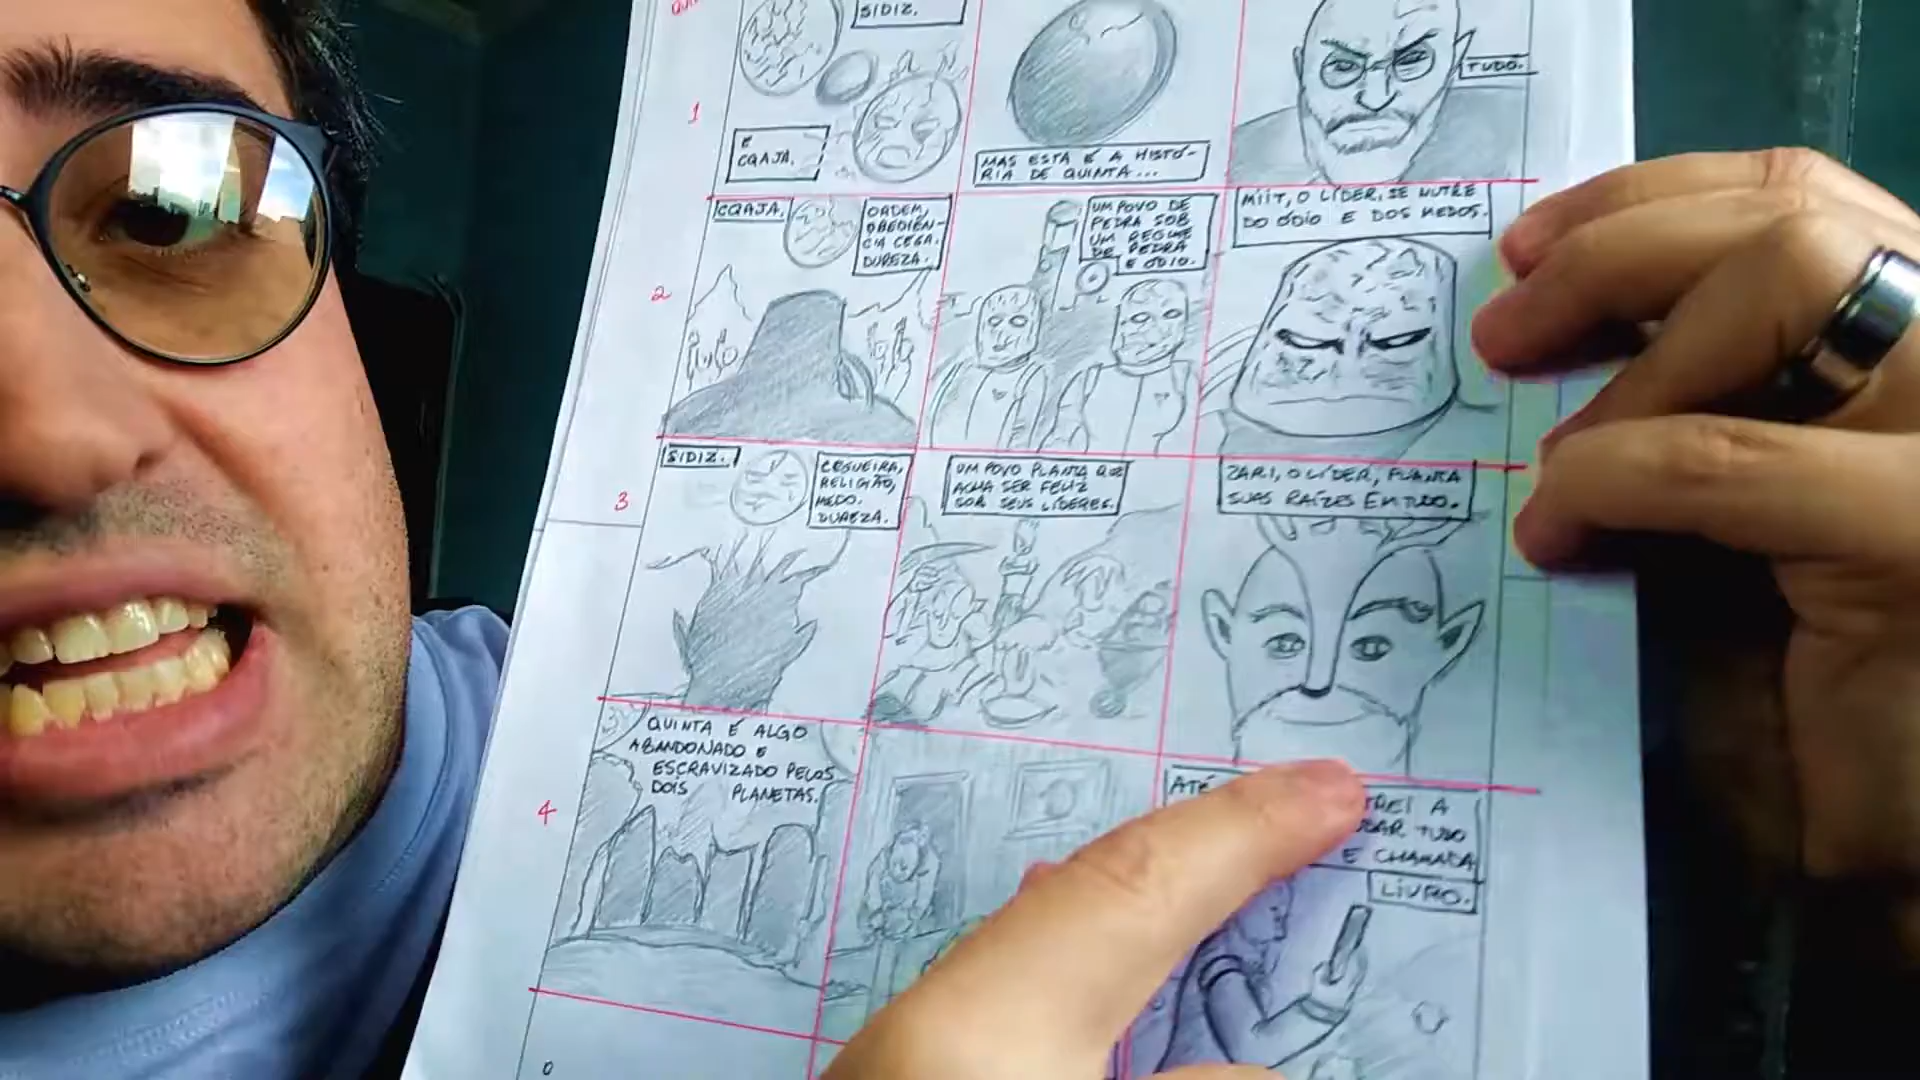 SIDIZ.
E
CQAJA.
MAS ESTA É A HISTÓ-
RIA DE QUINTA...
TUDO.
1
CQAJA.
ORDEM,
OBEDIÊN-
CIA CEGA.
DUREZA.
UM POVO DE
PEDRA SOB
UM REGIME
DE PEDRA
E ÓDIO.
MIIT, O LÍDER, SE NUTRE
DO ÓDIO E DOS MEDOS.
2
SIDIZ.
CEGUEIRA,
RELIGIÃO,
MEDO.
DUREZA.
UM POVO PLANTA QUE
ACHA SER FELIZ
SOB SEUS LÍDERES.
ZARI, O LÍDER, PLANTA
SUAS RAÍZES EM TUDO.
3
QUINTA É ALGO
ABANDONADO E
ESCRAVIZADO PELOS
DOIS PLANETAS.
4
ATÉ
TREI A
TUDO
E CHAMADA
LIVRO.